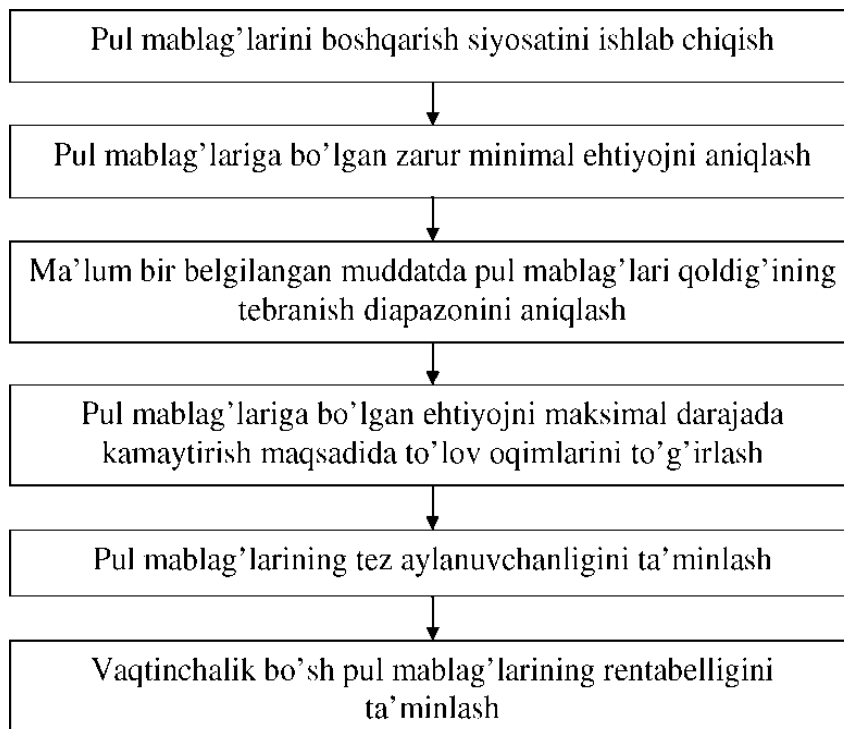 Pul mablag’larini boshqarish siyosatini ishlab chiqish
Pul mablag’lariga bo’lgan zarur minimal ehtiyojni aniqlash
Ma’lum bir belgilangan muddatda pul mablag’lari qoldig’ining
tebranish diapazonini aniqlash
Pul mablag’lariga bo’lgan ehtiyojni maksimal darajada
kamaytirish maqsadida to’lov oqimlarini to’g’irlash
Pul mablag’larining tez aylanuvchanligini ta’minlash
Vaqtinchalik bo’sh pul mablag’larining rentabelligini
ta’minlash